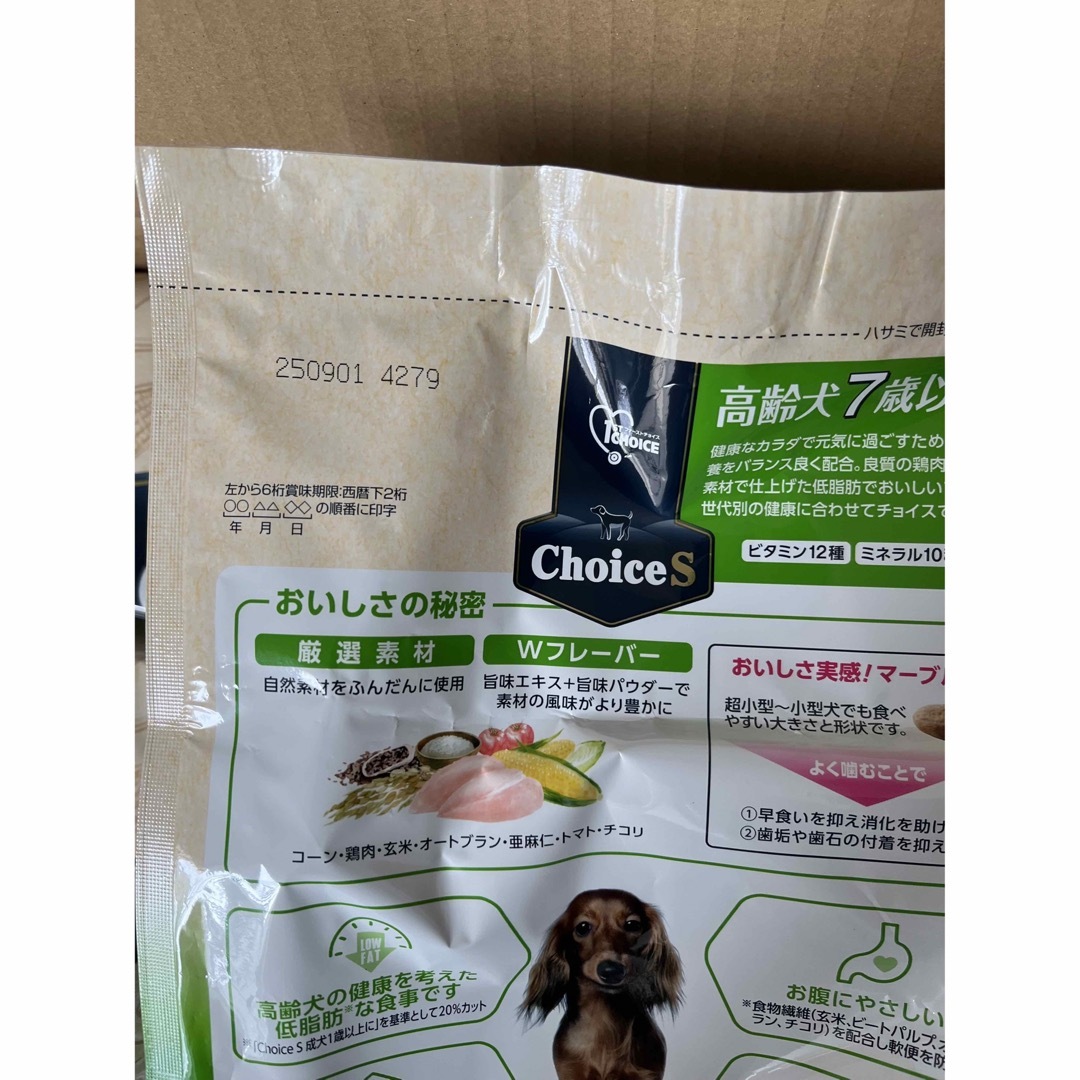 ハサミで開封
250901 4279
左から6桁賞味期限:西暦下2桁
○○ △△ ◇◇ の順番に印字
年 月 日
1ST
ファーストチョイス
CHOICE
Choice S
高齢犬7歳以
健康なカラダで元気に過ごすため
養をバランス良く配合。良質の鶏肉
素材で仕上げた低脂肪でおいしい
世代別の健康に合わせてチョイスで
ビタミン12種 ミネラル10種
おいしさの秘密
厳選素材
自然素材をふんだんに使用
Wフレーバー
旨味エキス+旨味パウダーで
素材の風味がより豊かに
コーン・鶏肉・玄米・オートブラン・亜麻仁・トマト・チコリ
おいしさ実感!マーブル
超小型〜小型犬でも食べ
やすい大きさと形状です。
よく噛むことで
①早食いを抑え消化を助け
②歯垢や歯石の付着を抑え
LOW
FAT
高齢犬の健康を考えた
低脂肪※な食事です
※「Choice S 成犬1歳以上に」を基準として20%カット
お腹にやさしい
※食物繊維(玄米、ビートパルプ、オ
ラン、チコリ)を配合し軟便を防